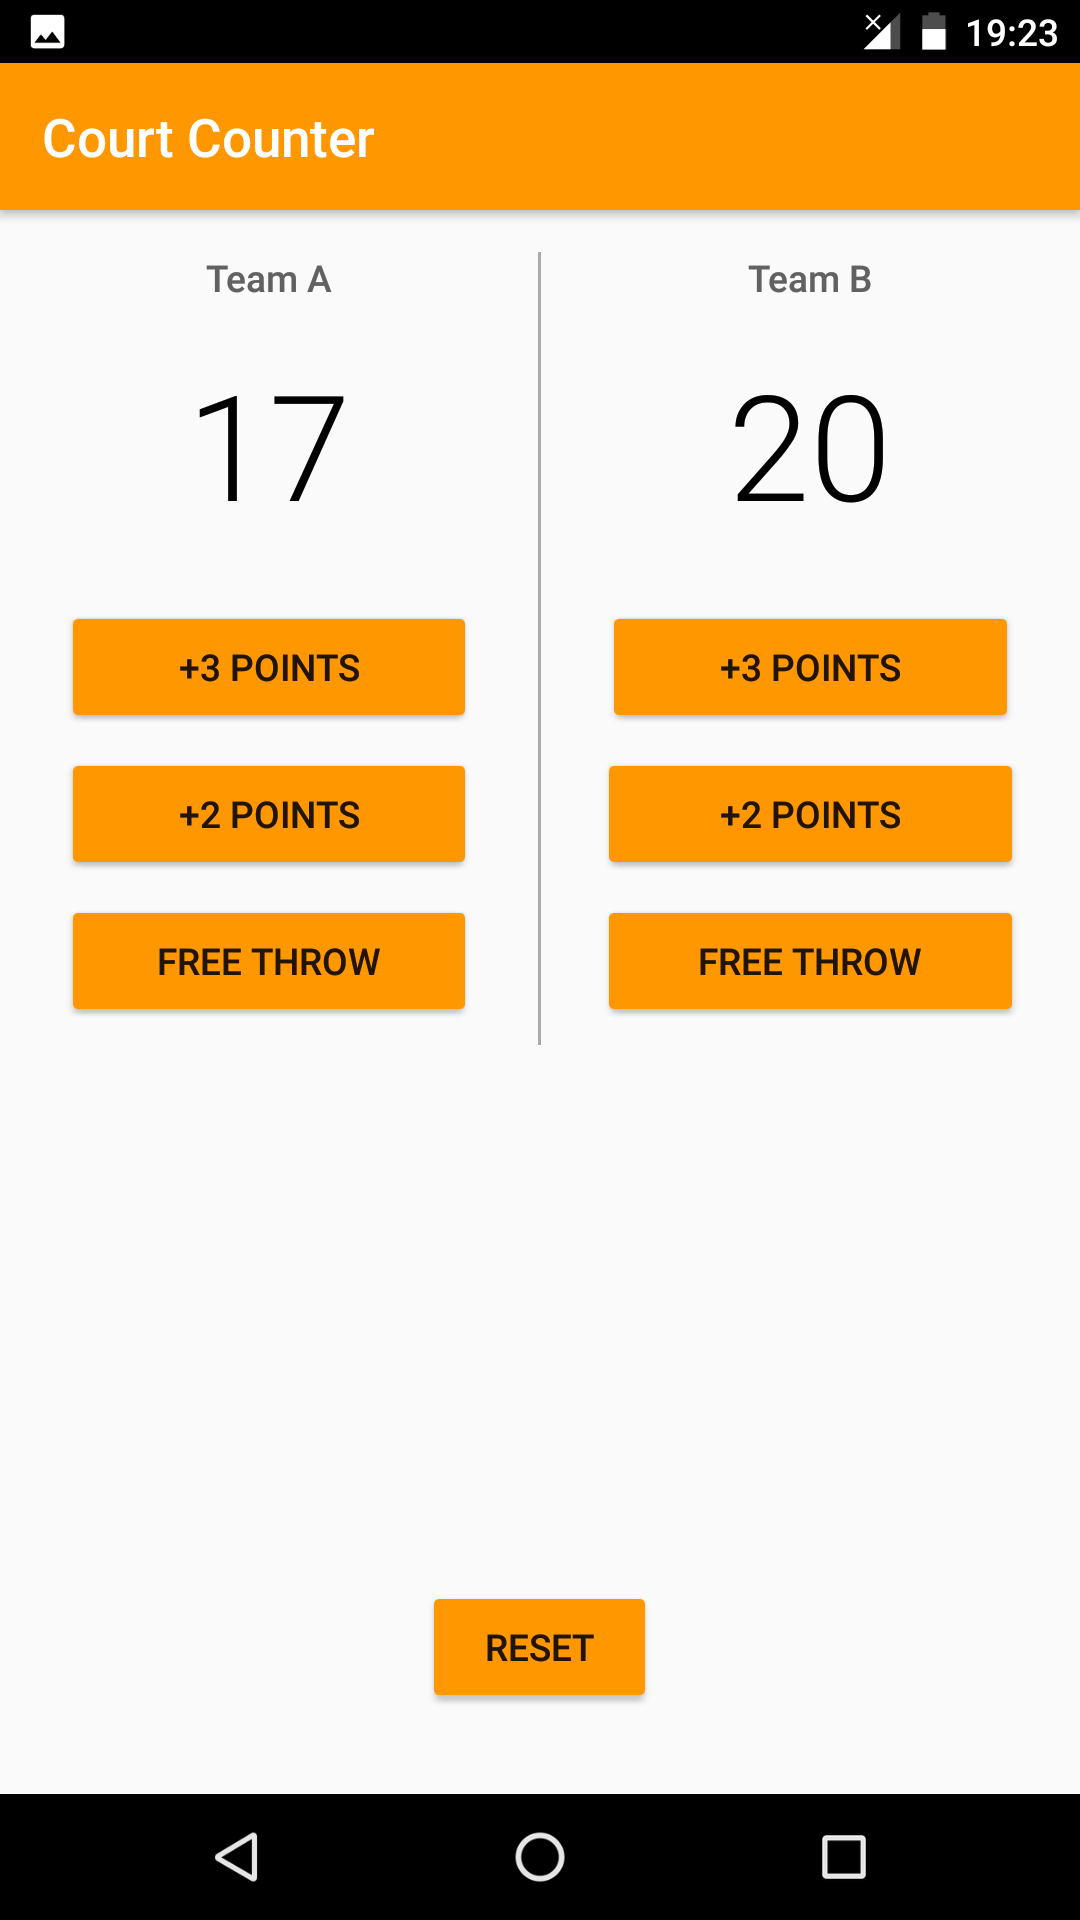 19:23
Court Counter
Team A
17
+3 POINTS
+2 POINTS
FREE THROW
Team B
20
+3 POINTS
+2 POINTS
FREE THROW
RESET